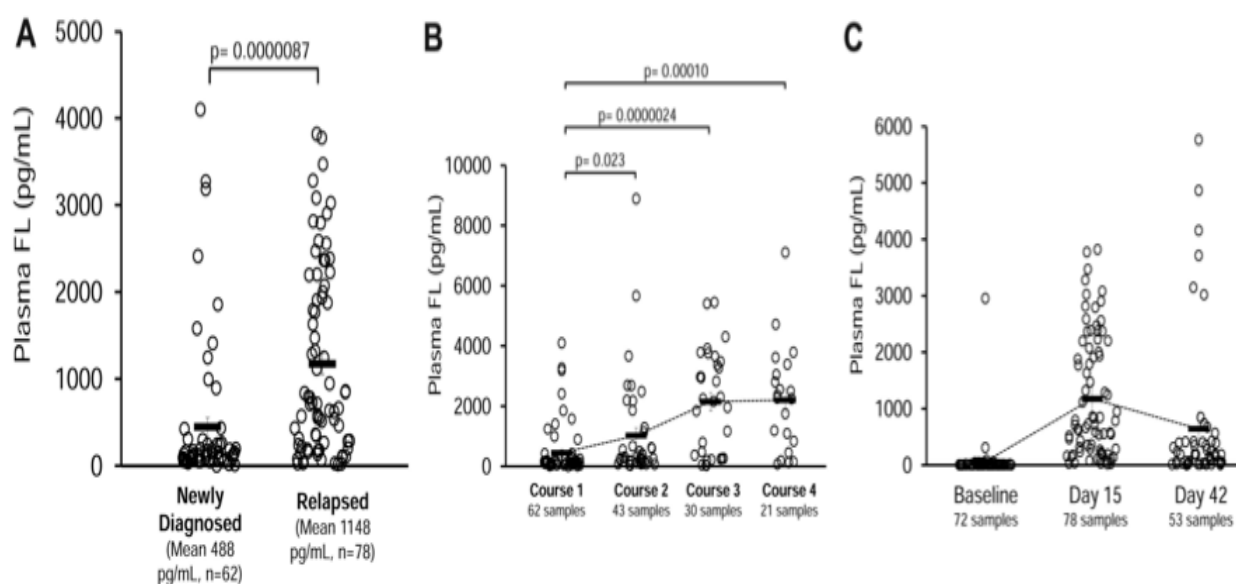 A
Plasma FL (pg/mL)
5000
4000
3000
2000
1000
0
p= 0.0000087
Newly
Diagnosed
(Mean 488
pg/mL, n=62)
Relapsed
(Mean 1148
pg/mL, n=78)
B
Plasma FL (pg/mL)
10000
8000
6000
4000
2000
0
p= 0.00010
p= 0.0000024
p= 0.023
Course 1
62 samples
Course 2
43 samples
Course 3
30 samples
Course 4
21 samples
C
Plasma FL (pg/mL)
6000
5000
4000
3000
2000
1000
0
Baseline
72 samples
Day 15
78 samples
Day 42
53 samples